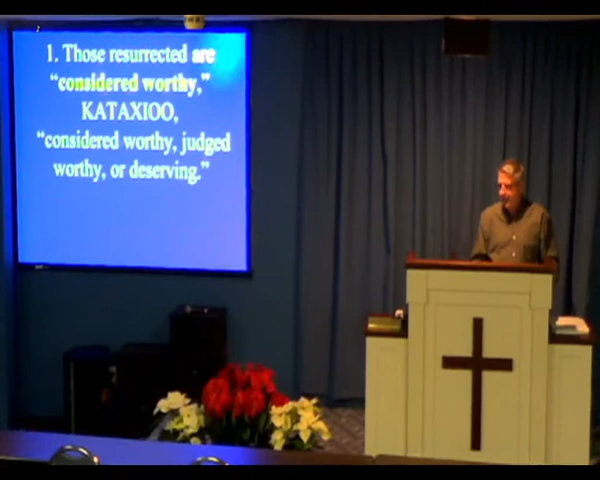 1. Those resurrected are
“considered worthy,”
KATAXIOO,
“considered worthy, judged
worthy, or deserving.”